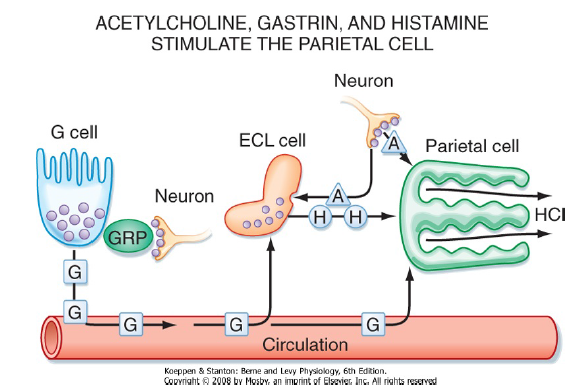 ACETYLCHOLINE, GASTRIN, AND HISTAMINE
STIMULATE THE PARIETAL CELL
Neuron
G cell
ECL cell
A
Parietal cell
Neuron
A
H H
HCl
GRP
G
G
G
G
G
Circulation
Koeppen & Stanton: Berne and Levy Physiology, 6th Edition.
Copyright © 2008 by Mosby, an imprint of Elsevier, Inc. All rights reserved